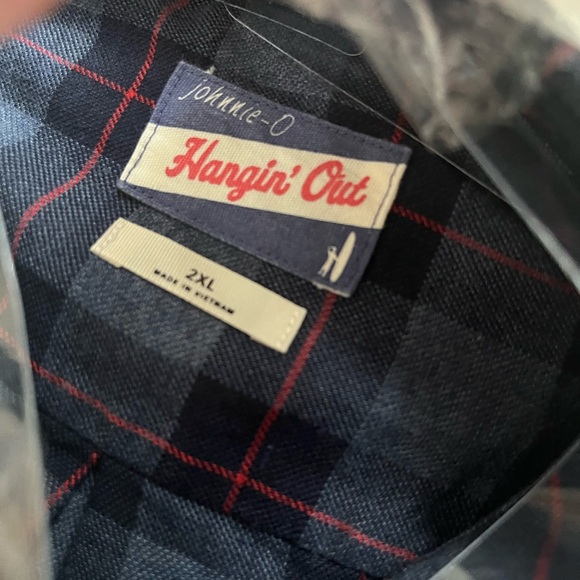 johnnie-O
Hangin' Out
2XL
MADE IN VIETNAM